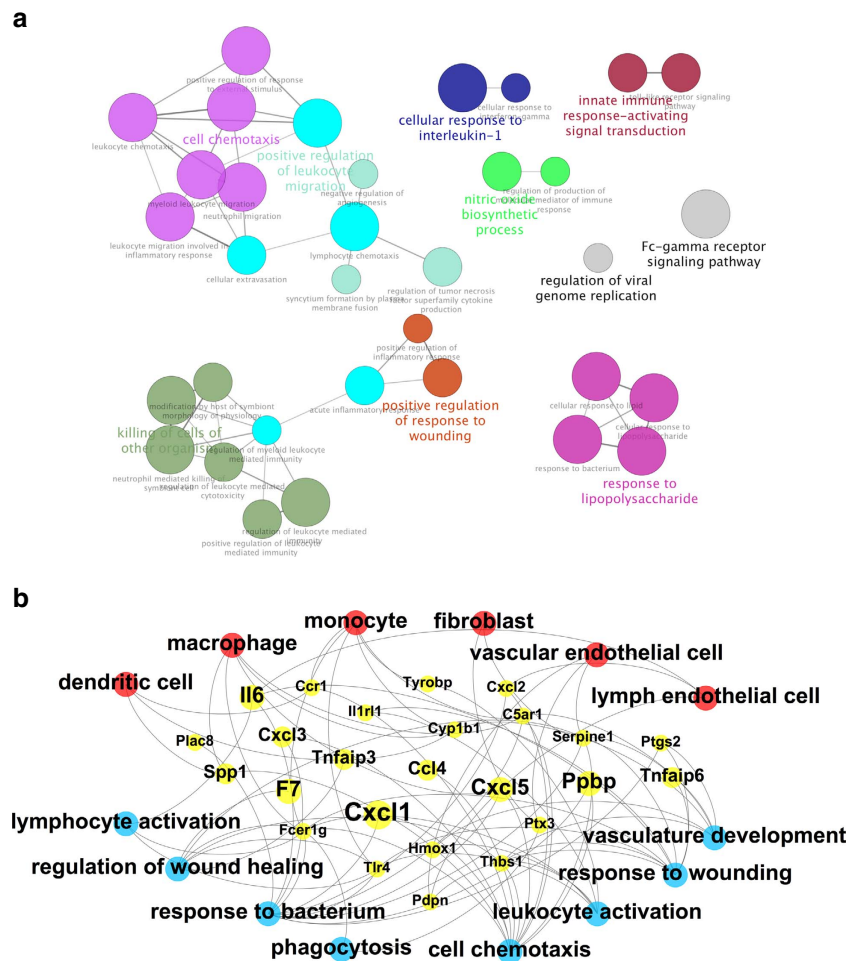 a
positive regulation of response
to external stimulus
leukocyte chemotaxis
cell chemotaxis
positive regulation
of leukocyte
migration
myeloid leukocyte migration
neutrophil migration
negative regulation of
angiogenesis
leukocyte migration involved in
inflammatory response
cellular extravasation
lymphocyte chemotaxis
syncytium formation by plasma
membrane fusion
regulation of tumor necrosis
factor superfamily cytokine
production
cellular response to
interferon-gamma
cellular response to
interleukin-1
toll-like receptor signaling
pathway
innate immune
response-activating
signal transduction
regulation of production of
molecular mediator of immune
response
nitric oxide
biosynthetic
process
Fc-gamma receptor
signaling pathway
regulation of viral
genome replication
positive regulation of
inflammatory response
acute inflammatory response
positive regulation
of response to
wounding
modification by host of symbiont
morphology or physiology
killing of cells of
other organism
regulation of myeloid leukocyte
mediated immunity
neutrophil mediated killing of
symbiont cell
regulation of leukocyte mediated
cytotoxicity
regulation of leukocyte mediated
immunity
positive regulation of leukocyte
mediated immunity
cellular response to lipid
cellular response to
lipopolysaccharide
response to bacterium
response to
lipopolysaccharide
b
monocyte
fibroblast
macrophage
vascular endothelial cell
dendritic cell
lymph endothelial cell
Il6
Ccr1
Tyrobp
Cxcl2
Il1rl1
C5ar1
Plac8
Cxcl3
Cyp1b1
Serpine1
Ptgs2
Spp1
Tnfaip3
Ccl4
Tnfaip6
F7
Cxcl5
Ppbp
Cxcl1
lymphocyte activation
Fcer1g
Ptx3
vasculature development
regulation of wound healing
Tlr4
Hmox1
Thbs1
response to wounding
Pdpn
response to bacterium
leukocyte activation
phagocytosis
cell chemotaxis